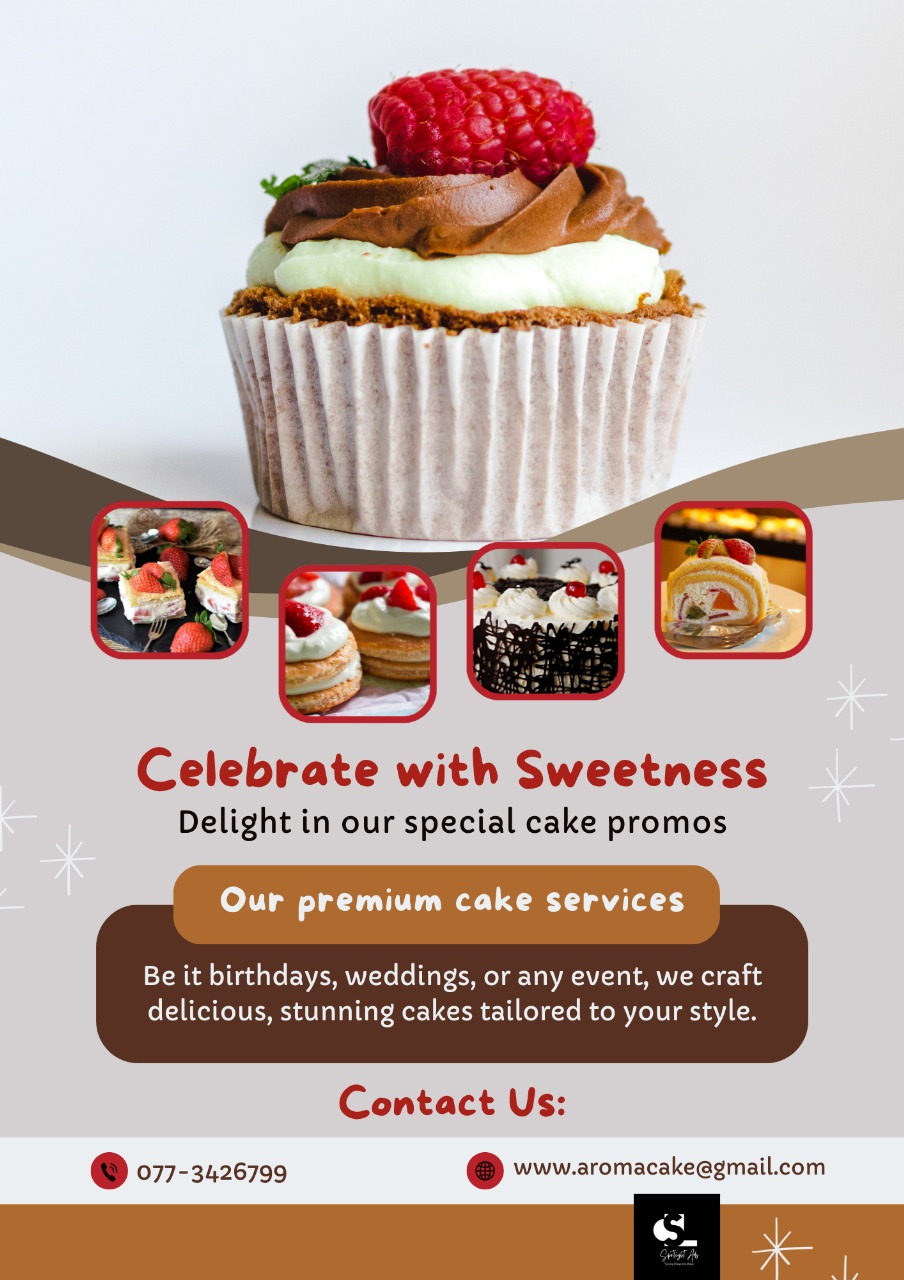 Celebrate with Sweetness
Delight in our special cake promos
Our premium cake services
Be it birthdays, weddings, or any event, we craft
delicious, stunning cakes tailored to your style.
Contact Us:
077-3426799
www.aromacake@gmail.com
SL